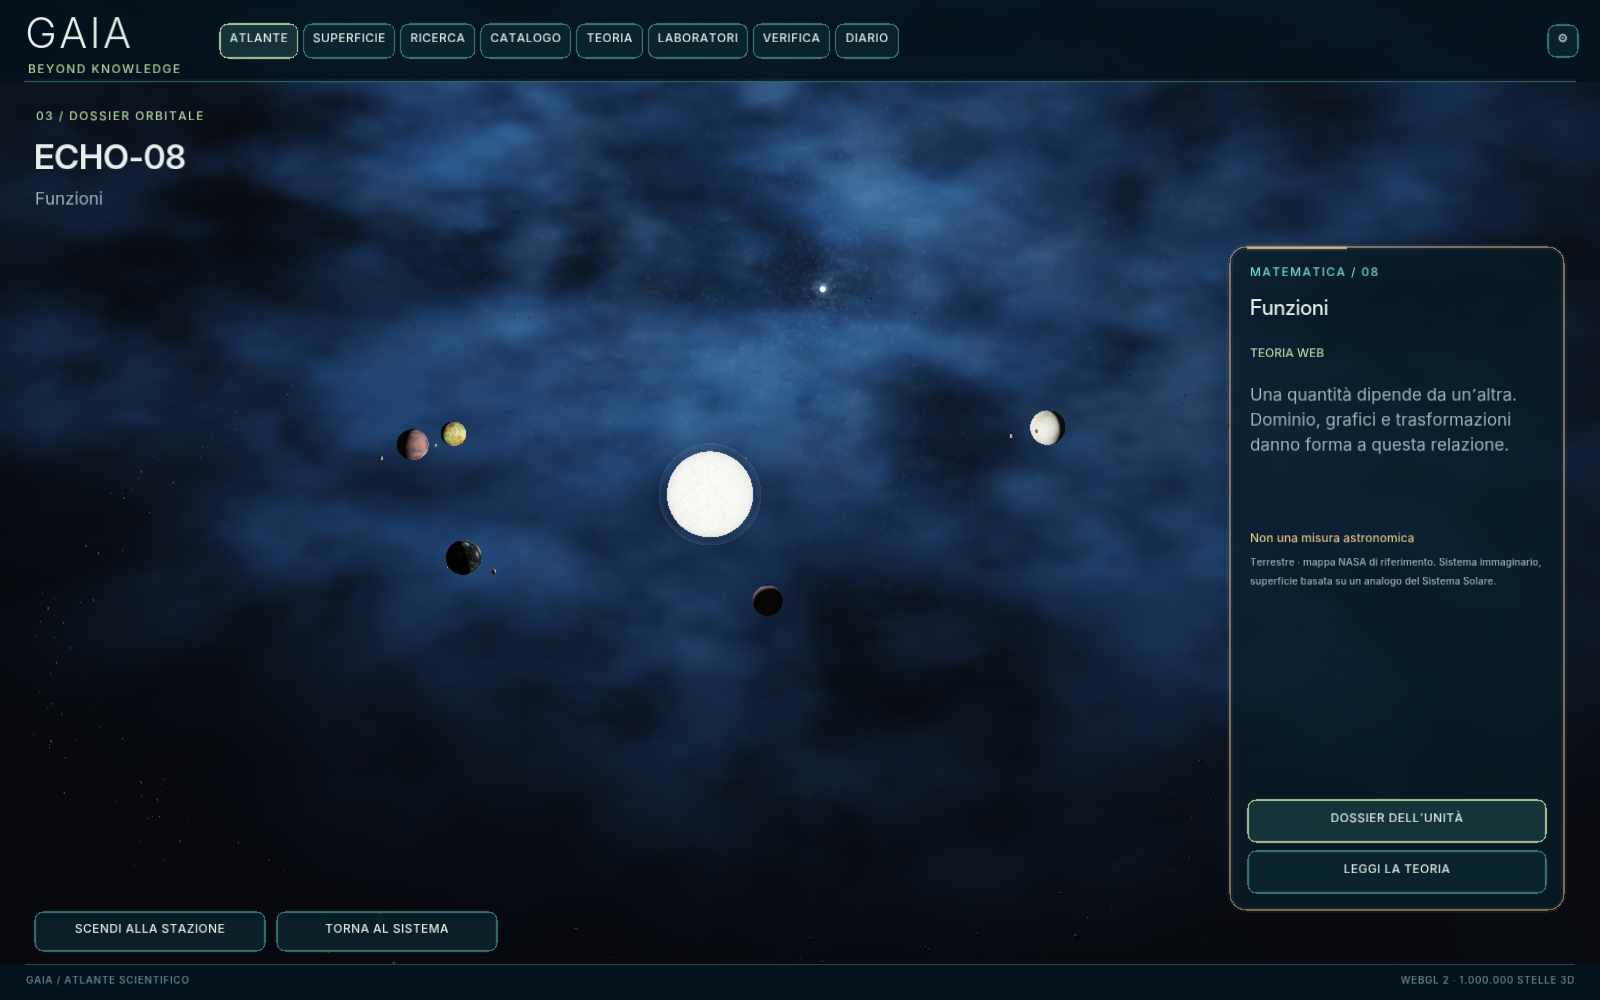 GAIA
BEYOND KNOWLEDGE
ATLANTE
SUPERFICIE
RICERCA
CATALOGO
TEORIA
LABORATORI
VERIFICA
DIARIO
03 / DOSSIER ORBITALE
ECHO-08
Funzioni
MATEMATICA / 08
Funzioni
TEORIA WEB
Una quantità dipende da un’altra.
Dominio, grafici e trasformazioni
danno forma a questa relazione.
Non una misura astronomica
Terrestre · mappa NASA di riferimento. Sistema immaginario,
superficie basata su un analogo del Sistema Solare.
DOSSIER DELL’UNITÀ
LEGGI LA TEORIA
SCENDI ALLA STAZIONE
TORNA AL SISTEMA
GAIA / ATLANTE SCIENTIFICO
WEBGL 2 · 1.000.000 STELLE 3D